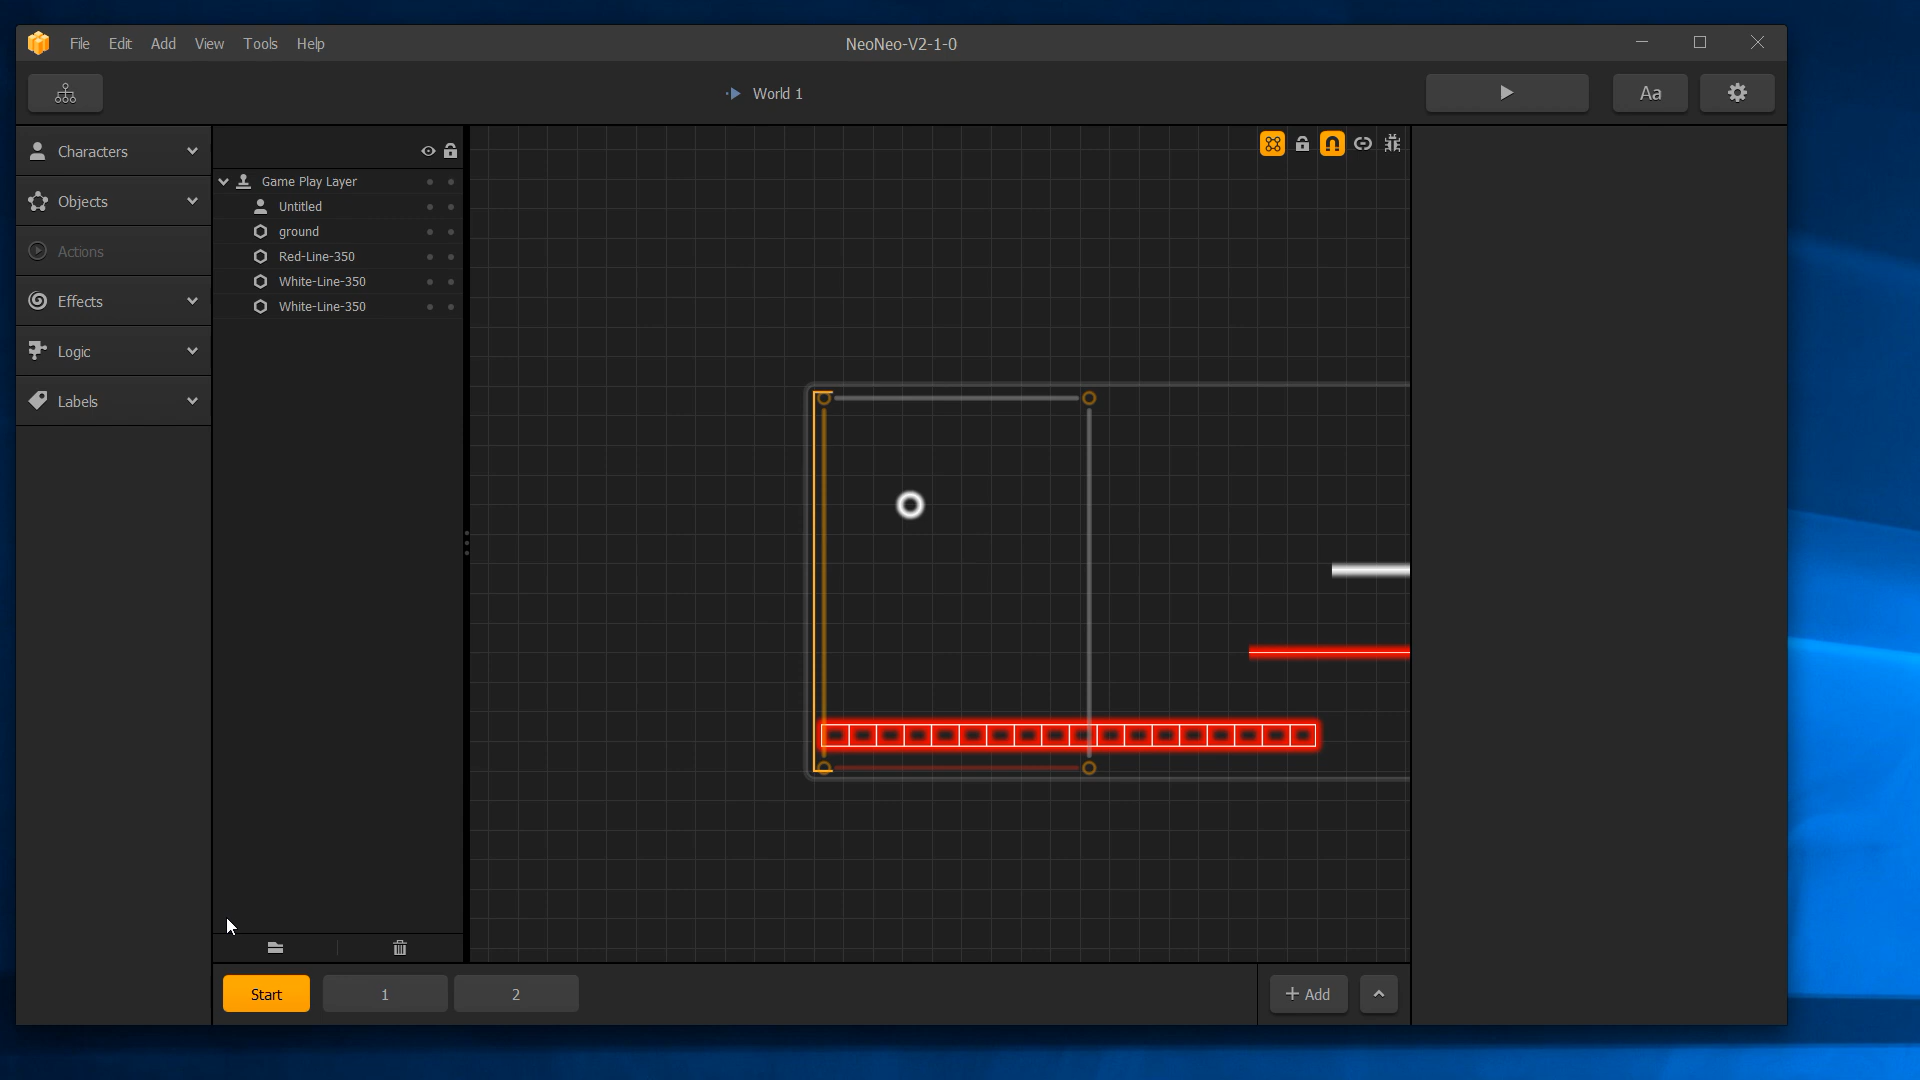 File Edit Add View Tools Help
NeoNeo-V2-1-0
World 1
Aa
Characters
Objects
Actions
Effects
Logic
Labels
Game Play Layer
Untitled
ground
Red-Line-350
White-Line-350
White-Line-350
Start
1
2
+ Add